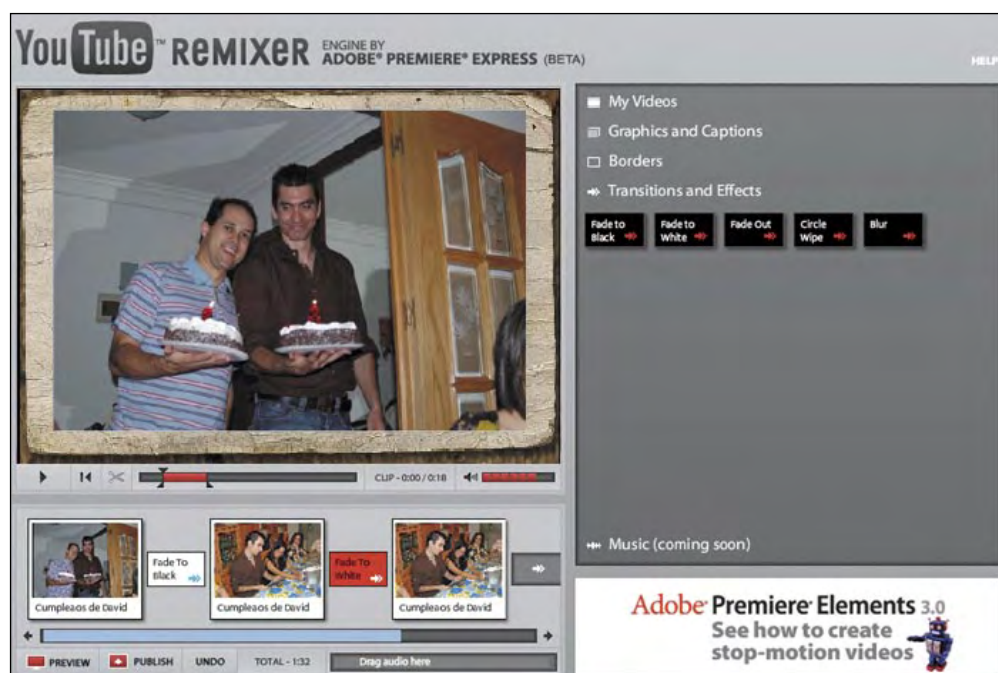 YouTube™ REMIXER ENGINE BY
ADOBE® PREMIERE® EXPRESS (BETA)
HELP
My Videos
Graphics and Captions
Borders
Transitions and Effects
Fade to
Black
Fade to
White
Fade Out
Circle
Wipe
Blur
CLIP - 0:00 / 0:18
Fade To
Black
Fade To
White
Cumpleaos de David
Cumpleaos de David
Cumpleaos de David
Music (coming soon)
PREVIEW
PUBLISH
UNDO
TOTAL - 1:32
Drag audio here
Adobe® Premiere® Elements 3.0
See how to create
stop-motion videos